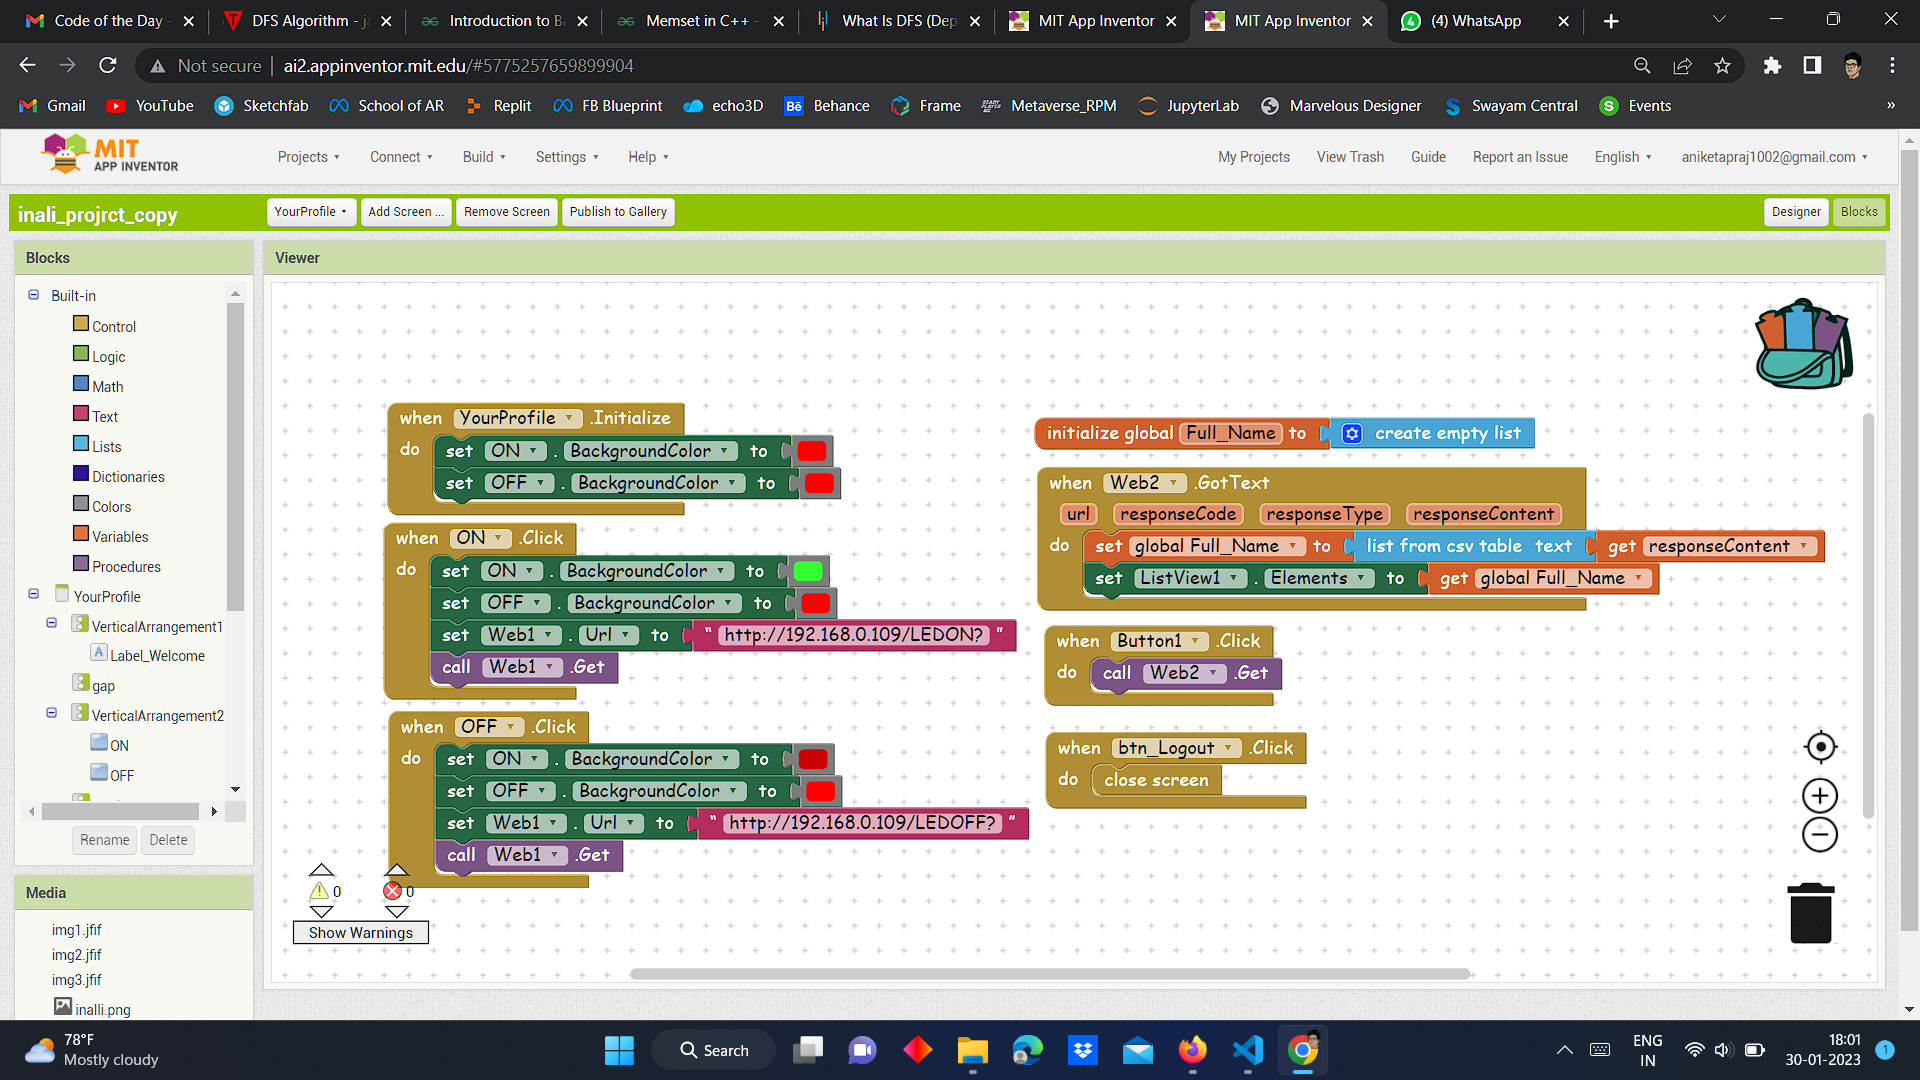 Code of the Day -
DFS Algorithm - ja
Introduction to Ba
Memset in C++ -
What Is DFS (Dep
MIT App Inventor
MIT App Inventor
(4) WhatsApp
Not secure
ai2.appinventor.mit.edu/#5775257659899904
Gmail
YouTube
Sketchfab
School of AR
Replit
FB Blueprint
echo3D
Behance
Frame
Metaverse_RPM
JupyterLab
Marvelous Designer
Swayam Central
Events
»
MIT
APP INVENTOR
Projects
Connect
Build
Settings
Help
My Projects
View Trash
Guide
Report an Issue
English
aniketapraj1002@gmail.com
inali_projrct_copy
YourProfile
Add Screen ...
Remove Screen
Publish to Gallery
Designer
Blocks
Blocks
Built-in
Control
Logic
Math
Text
Lists
Dictionaries
Colors
Variables
Procedures
YourProfile
VerticalArrangement1
A Label_Welcome
gap
VerticalArrangement2
ON
OFF
Rename
Delete
Media
img1.jfif
img2.jfif
img3.jfif
inalli.png
Viewer
when YourProfile .Initialize
do set ON . BackgroundColor to
set OFF . BackgroundColor to
when ON .Click
do set ON . BackgroundColor to
set OFF . BackgroundColor to
set Web1 . Url to " http://192.168.0.109/LEDON? "
call Web1 .Get
when OFF .Click
do set ON . BackgroundColor to
set OFF . BackgroundColor to
set Web1 . Url to " http://192.168.0.109/LEDOFF? "
call Web1 .Get
0
0
Show Warnings
initialize global Full_Name to create empty list
when Web2 .GotText
url responseCode responseType responseContent
do set global Full_Name to list from csv table text get responseContent
set ListView1 . Elements to get global Full_Name
when Button1 .Click
do call Web2 .Get
when btn_Logout .Click
do close screen
78°F
Mostly cloudy
Search
ENG
IN
18:01
30-01-2023
1